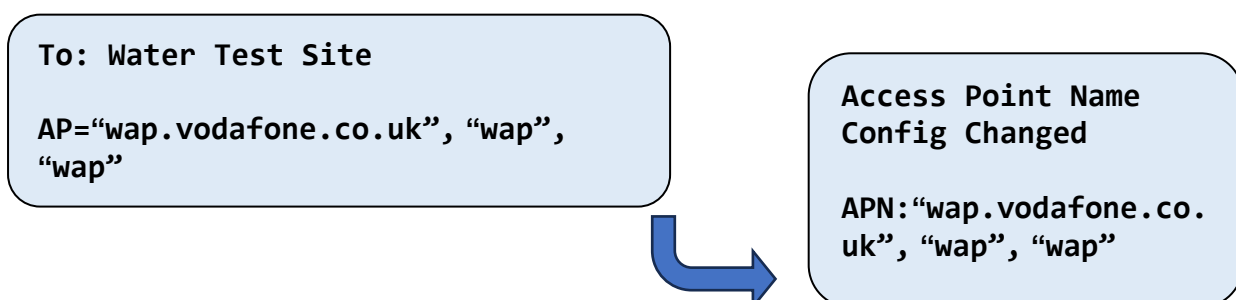 To: Water Test Site
AP=“wap.vodafone.co.uk”, “wap”,
“wap”
Access Point Name
Config Changed
APN:“wap.vodafone.co.
uk”, “wap”, “wap”